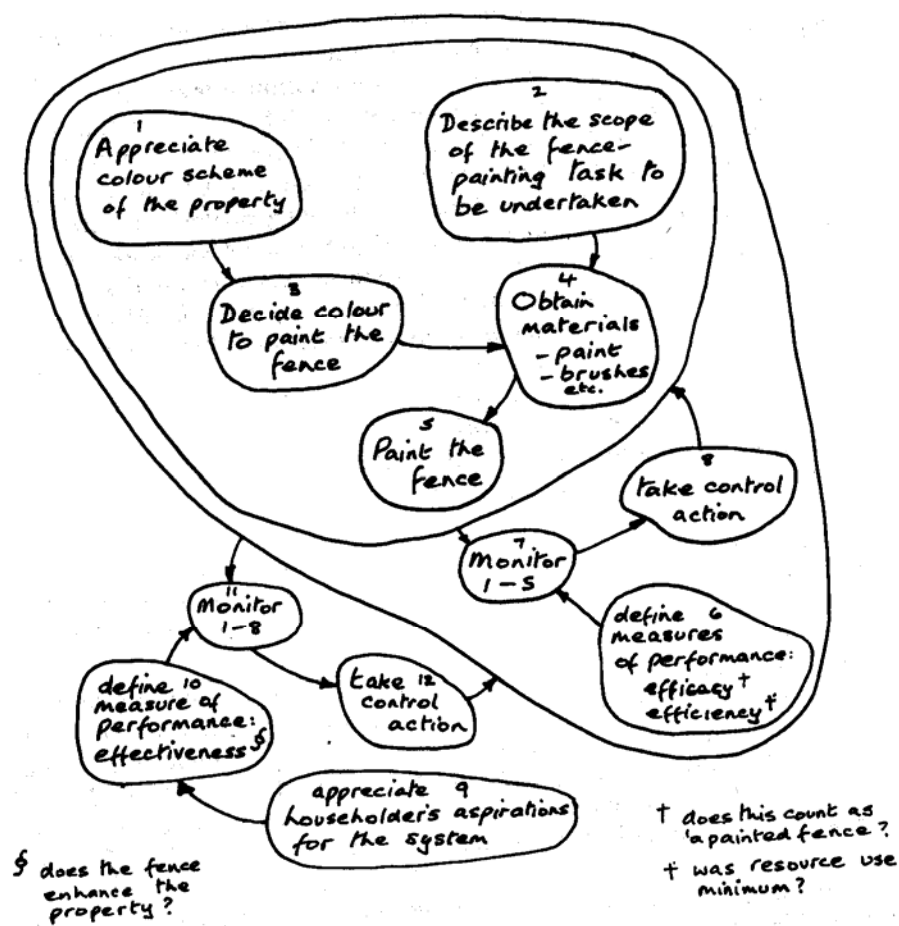 1
Appreciate
colour scheme
of the property
2
Describe the scope
of the fence-
painting task to
be undertaken
3
Decide colour
to paint the
fence
4
Obtain
materials
- paint
- brushes
etc.
5
Paint the
fence
8
take control
action
7
Monitor
1-5
define 6
measures
of performance:
efficacy †
efficiency ‡
11
Monitor
1-8
take 12
control
action
define 10
measure of
performance:
effectiveness §
appreciate 9
householder's aspirations
for the system
§ does the fence
enhance the
property?
† does this count as
'a painted fence?
‡ was resource use
minimum?